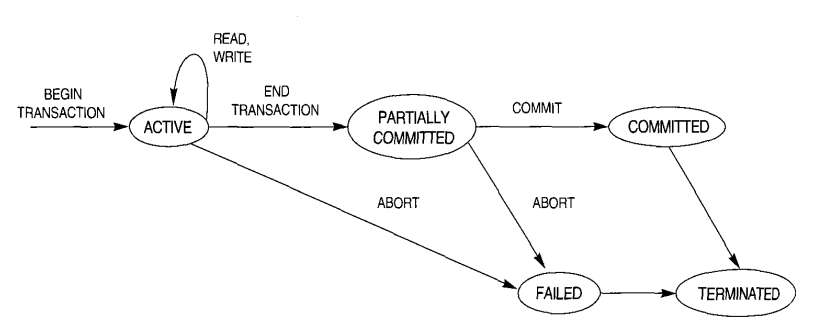 READ,
WRITE
BEGIN
TRANSACTION
END
TRANSACTION
ACTIVE
PARTIALLY
COMMITTED
COMMIT
COMMITTED
ABORT
ABORT
FAILED
TERMINATED